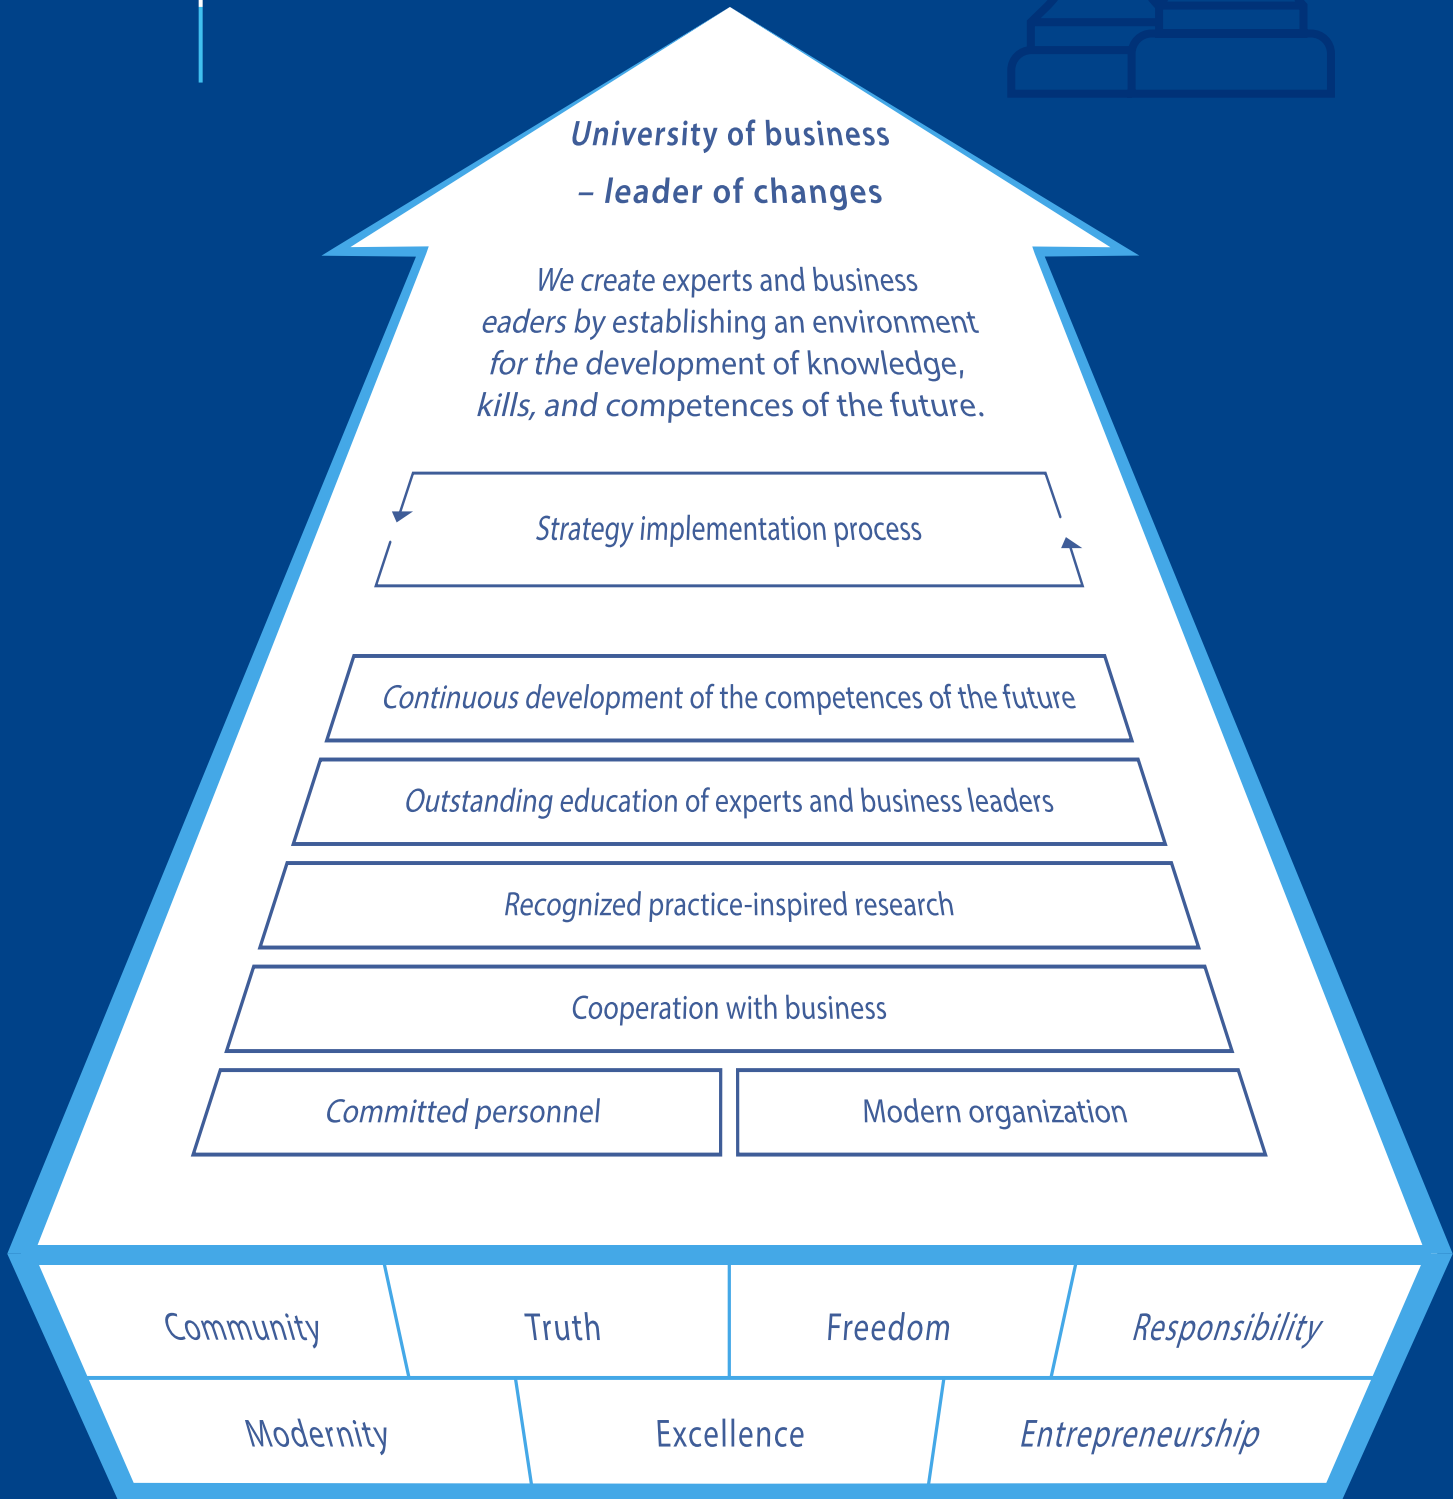 University of business
– leader of changes
We create experts and business
eaders by establishing an environment
for the development of knowledge,
kills, and competences of the future.
Strategy implementation process
Continuous development of the competences of the future
Outstanding education of experts and business leaders
Recognized practice-inspired research
Cooperation with business
Committed personnel
Modern organization
Community
Truth
Freedom
Responsibility
Modernity
Excellence
Entrepreneurship